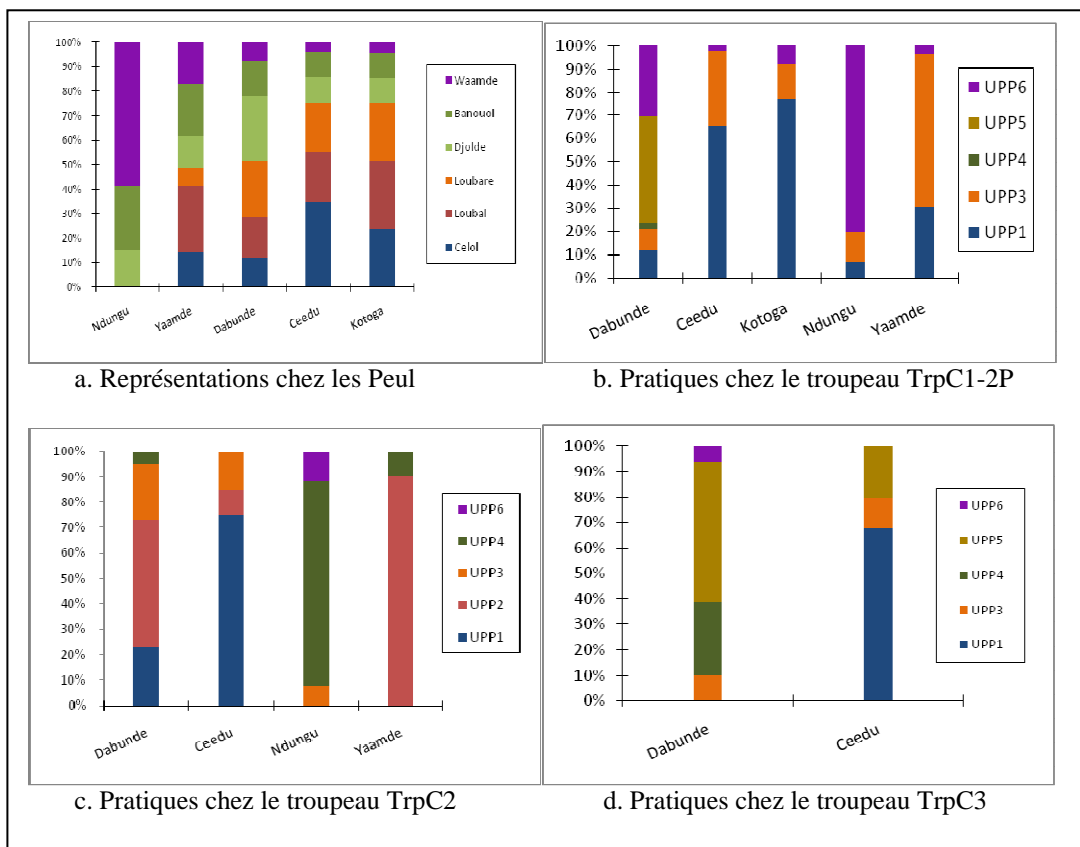 100%
90%
80%
70%
60%
50%
40%
30%
20%
10%
0%
Ndungu
Yaamde
Dabunde
Ceedu
Kotoga
Waamde
Banouol
Djolde
Loubare
Loubal
Celol
a. Représentations chez les Peul
100%
90%
80%
70%
60%
50%
40%
30%
20%
10%
0%
Dabunde
Ceedu
Kotoga
Ndungu
Yaamde
UPP6
UPP5
UPP4
UPP3
UPP1
b. Pratiques chez le troupeau TrpC1-2P
100%
90%
80%
70%
60%
50%
40%
30%
20%
10%
0%
Dabunde
Ceedu
Ndungu
Yaamde
UPP6
UPP4
UPP3
UPP2
UPP1
c. Pratiques chez le troupeau TrpC2
100%
90%
80%
70%
60%
50%
40%
30%
20%
10%
0%
Dabunde
Ceedu
UPP6
UPP5
UPP4
UPP3
UPP1
d. Pratiques chez le troupeau TrpC3